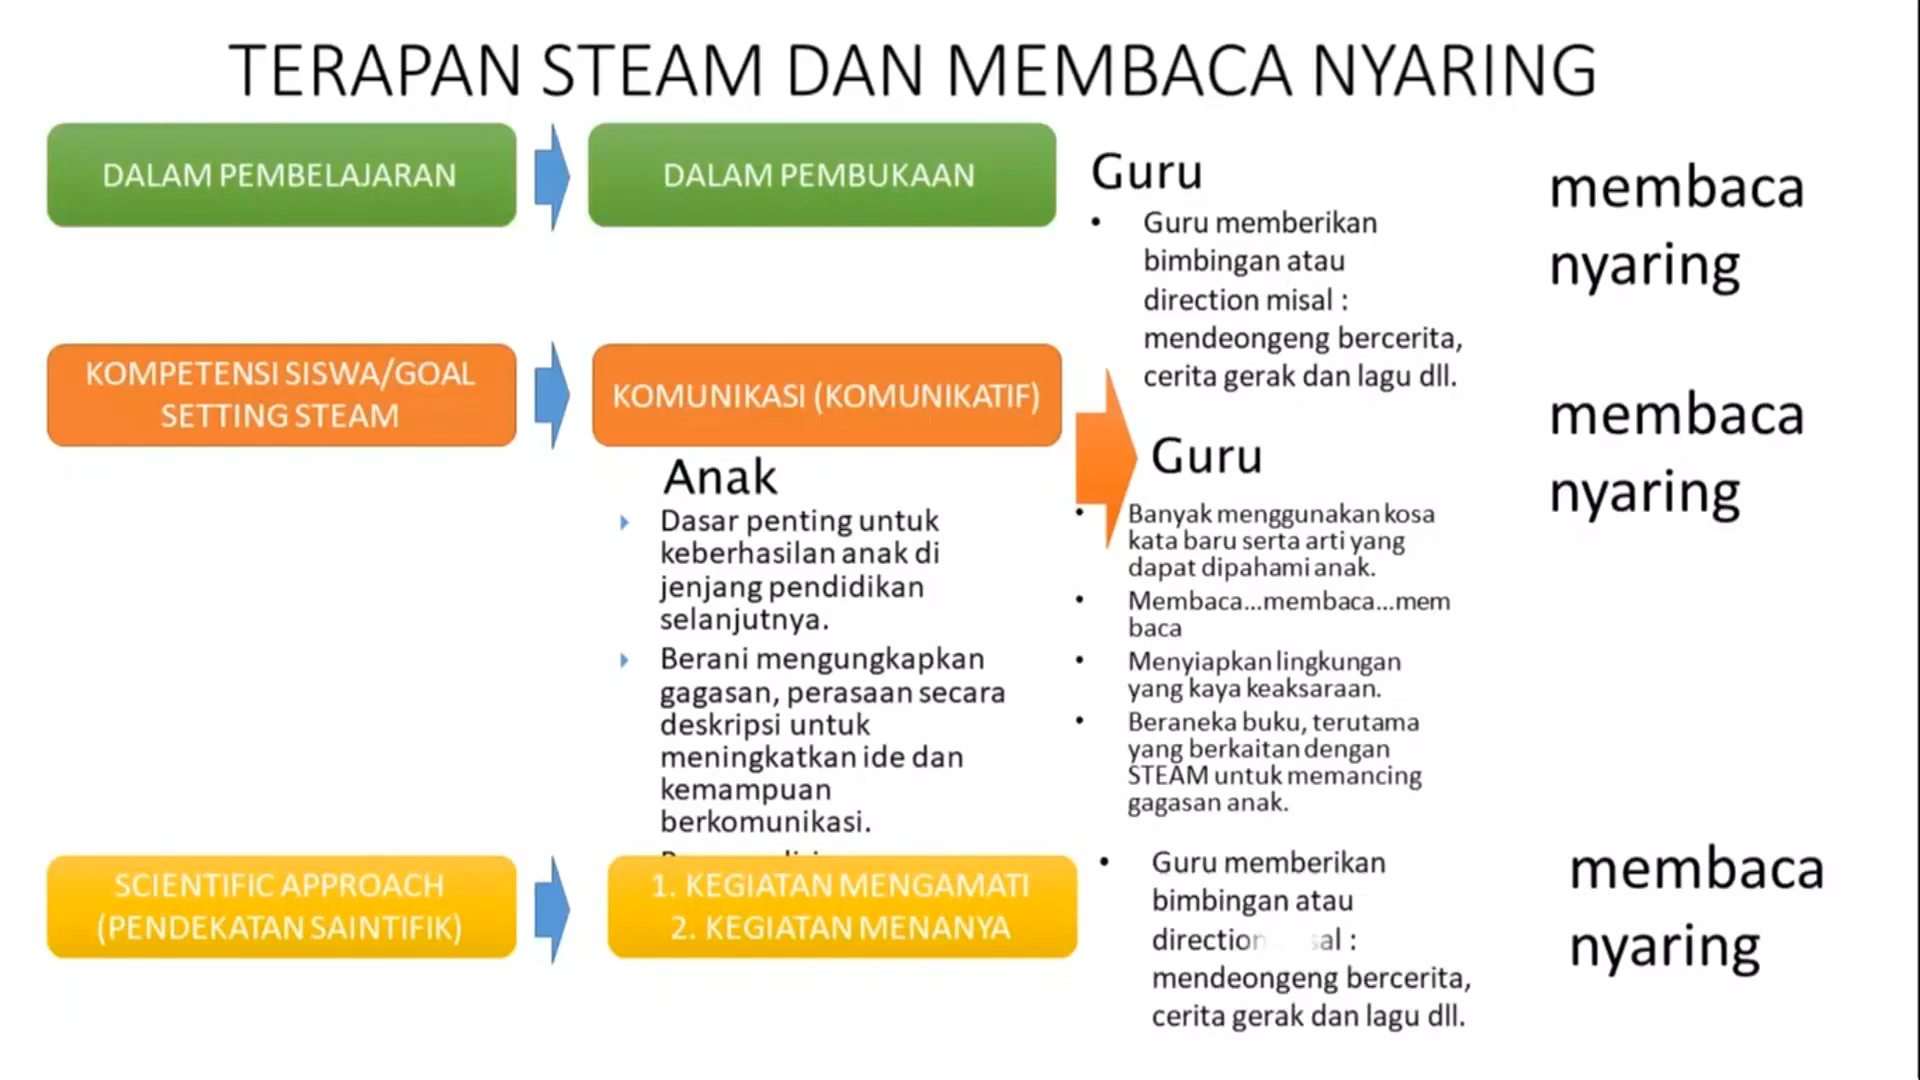 TERAPAN STEAM DAN MEMBACA NYARING
DALAM PEMBELAJARAN
DALAM PEMBUKAAN
Guru
• Guru memberikan
bimbingan atau
direction misal :
mendeongeng bercerita,
cerita gerak dan lagu dll.
membaca
nyaring
KOMPETENSI SISWA/GOAL
SETTING STEAM
KOMUNIKASI (KOMUNIKATIF)
Anak
Dasar penting untuk
keberhasilan anak di
jenjang pendidikan
selanjutnya.
Berani mengungkapkan
gagasan, perasaan secara
deskripsi untuk
meningkatkan ide dan
kemampuan
berkomunikasi.
Guru
• Banyak menggunakan kosa
kata baru serta arti yang
dapat dipahami anak.
• Membaca...membaca...mem
baca
• Menyiapkan lingkungan
yang kaya keaksaraan.
• Beraneka buku, terutama
yang berkaitan dengan
STEAM untuk memancing
gagasan anak.
membaca
nyaring
SCIENTIFIC APPROACH
(PENDEKATAN SAINTIFIK)
1. KEGIATAN MENGAMATI
2. KEGIATAN MENANYA
• Guru memberikan
bimbingan atau
direction :
mendeongeng bercerita,
cerita gerak dan lagu dll.
membaca
nyaring